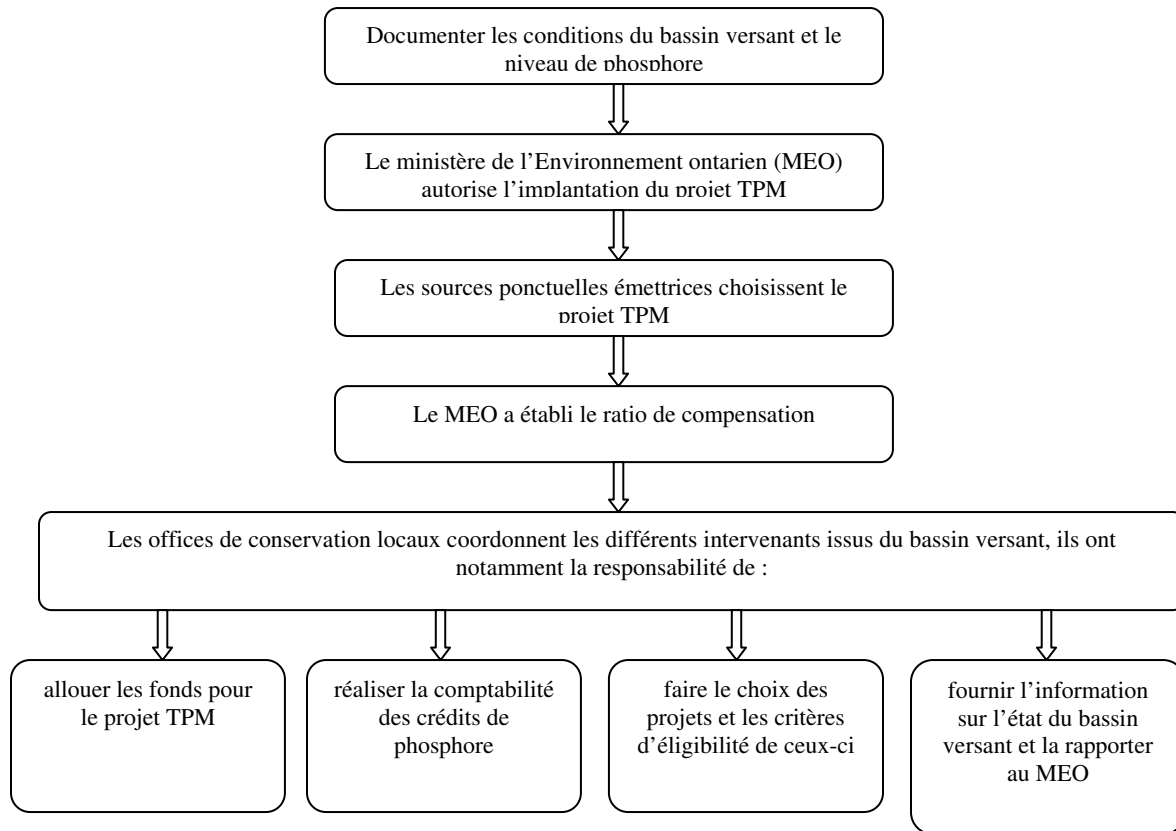 Documenter les conditions du bassin versant et le
niveau de phosphore
Le ministère de l’Environnement ontarien (MEO)
autorise l’implantation du projet TPM
Les sources ponctuelles émettrices choisissent le
projet TPM
Le MEO a établi le ratio de compensation
Les offices de conservation locaux coordonnent les différents intervenants issus du bassin versant, ils ont
notamment la responsabilité de :
allouer les fonds pour
le projet TPM
réaliser la comptabilité
des crédits de
phosphore
faire le choix des
projets et les critères
d’éligibilité de ceux-ci
fournir l’information
sur l’état du bassin
versant et la rapporter
au MEO